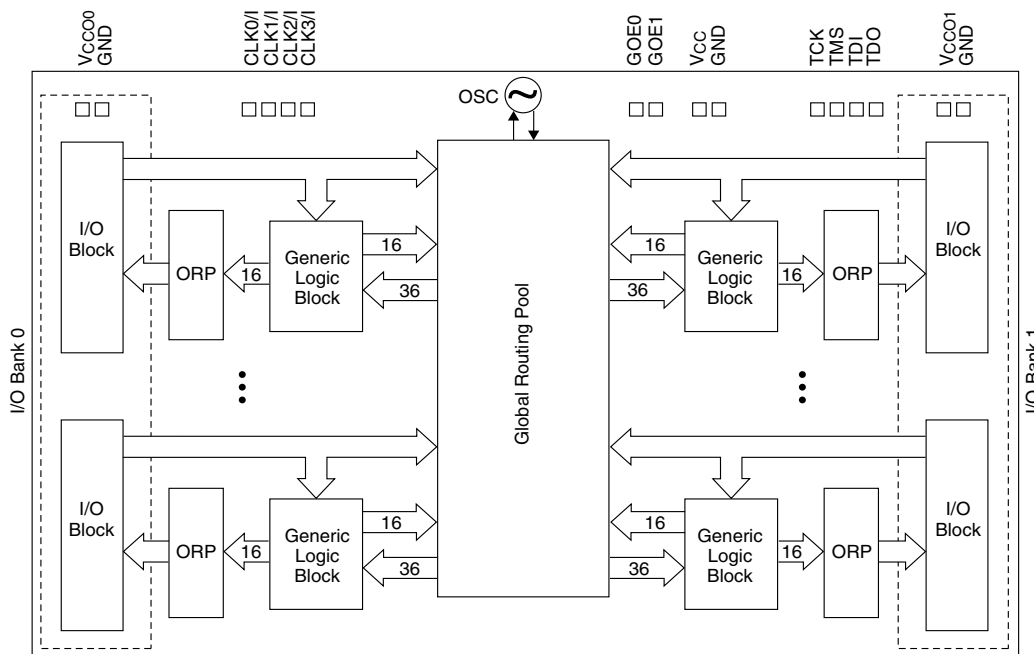 VCCO0
GND
CLK0/I
CLK1/I
CLK2/I
CLK3/I
GOE0
GOE1
VCC
GND
TCK
TMS
TDI
TDO
VCCO1
GND
OSC
I/O Bank 0
I/O
Block
ORP
16
Generic
Logic
Block
16
36
Global Routing Pool
16
36
Generic
Logic
Block
16
ORP
I/O
Block
I/O Bank 1
I/O
Block
ORP
16
Generic
Logic
Block
16
36
16
36
Generic
Logic
Block
16
ORP
I/O
Block